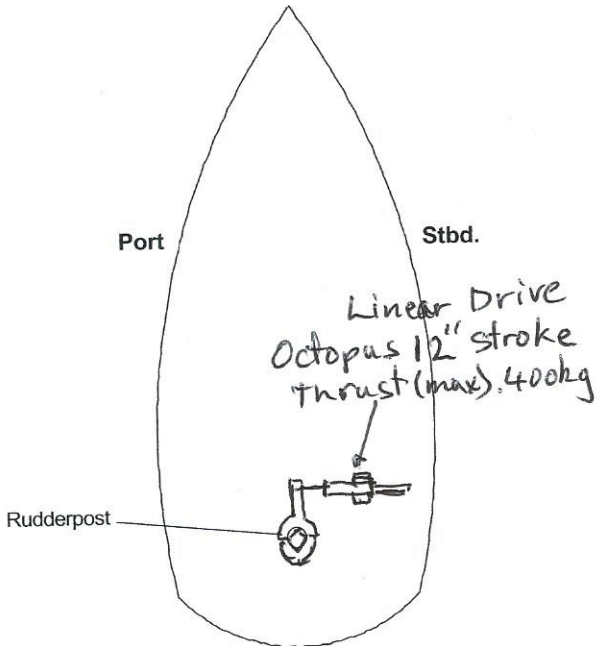 Port
Stbd.
Linear Drive
Octopus 12" stroke
Thrust (max). 400kg
Rudderpost